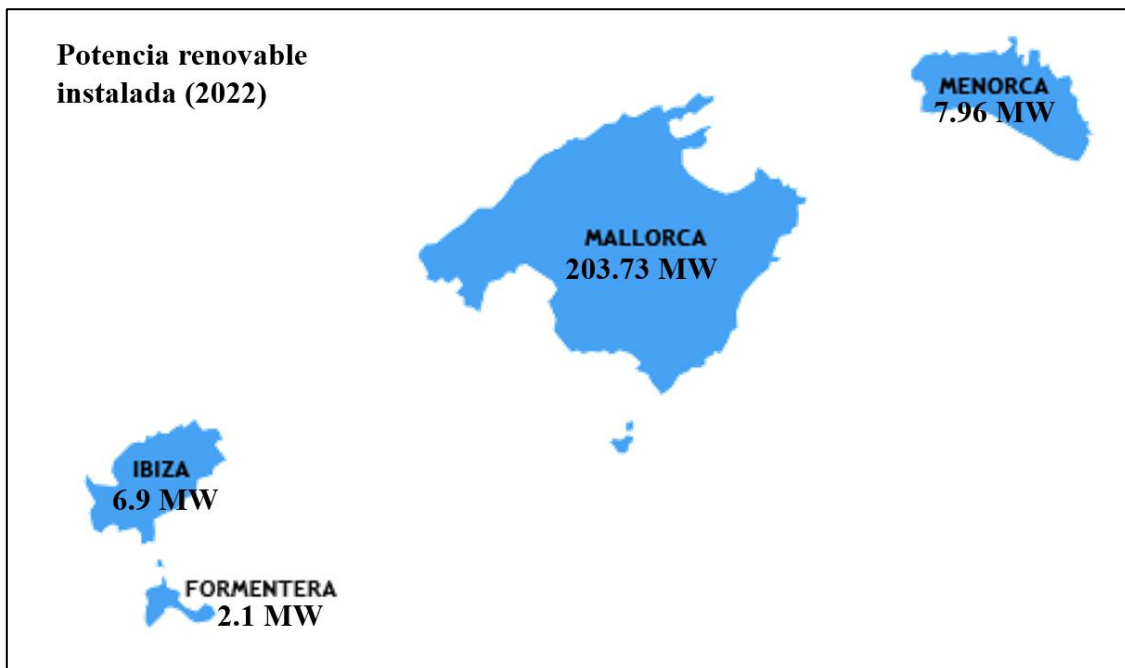 Potencia renovable
instalada (2022)
MENORCA
7.96 MW
MALLORCA
203.73 MW
IBIZA
6.9 MW
FORMENTERA
2.1 MW